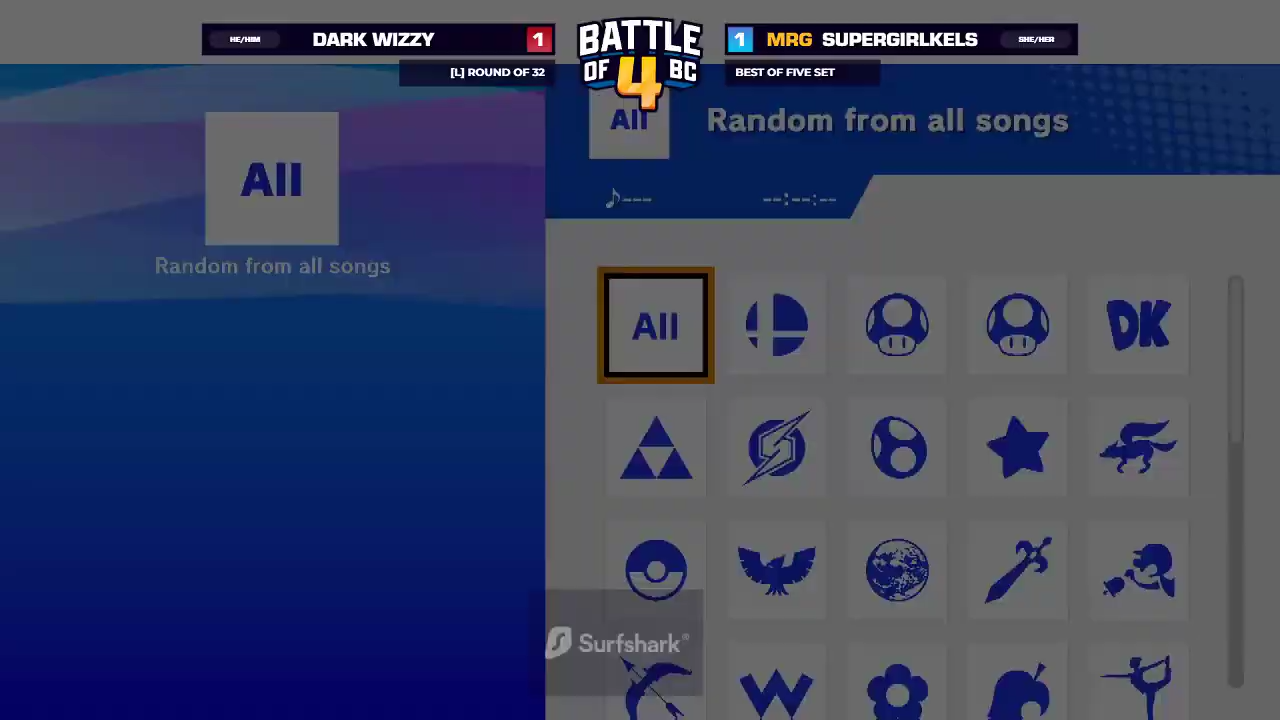 HE/HIM DARK WIZZY 1
BATTLE OF 4 BC
1 MRG SUPERGIRLKELS SHE/HER
[L] ROUND OF 32
BEST OF FIVE SET
All
Random from all songs
All
Random from all songs
♪--- --:--:--
All
DK
Surfshark®